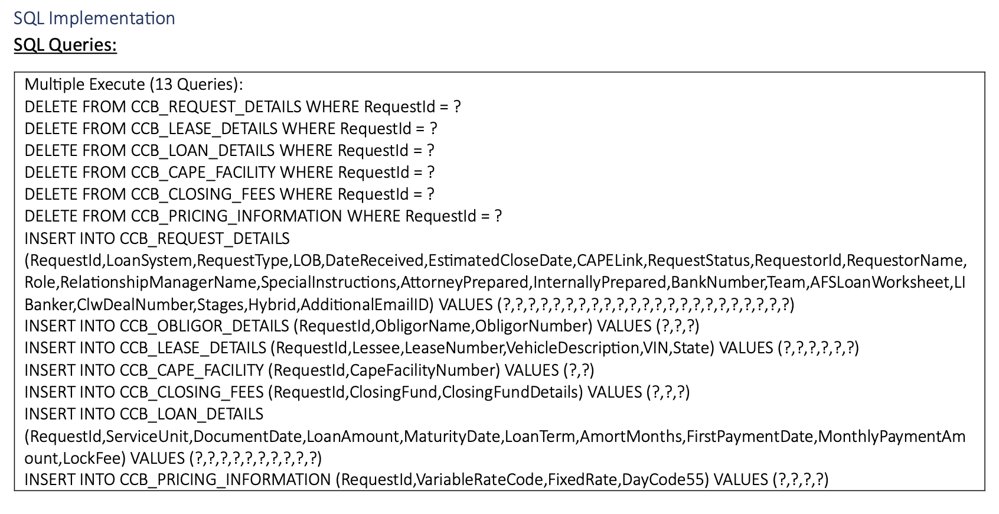 SQL Implementation
SQL Queries:
Multiple Execute (13 Queries):
DELETE FROM CCB_REQUEST_DETAILS WHERE RequestId = ?
DELETE FROM CCB_LEASE_DETAILS WHERE RequestId = ?
DELETE FROM CCB_LOAN_DETAILS WHERE RequestId = ?
DELETE FROM CCB_CAPE_FACILITY WHERE RequestId = ?
DELETE FROM CCB_CLOSING_FEES WHERE RequestId = ?
DELETE FROM CCB_PRICING_INFORMATION WHERE RequestId = ?
INSERT INTO CCB_REQUEST_DETAILS
(RequestId,LoanSystem,RequestType,LOB,DateReceived,EstimatedCloseDate,CAPELink,RequestStatus,RequestorId,RequestorName,
Role,RelationshipManagerName,SpecialInstructions,AttorneyPrepared,InternallyPrepared,BankNumber,Team,AFSLoanWorksheet,LI
Banker,ClwDealNumber,Stages,Hybrid,AdditionalEmailID) VALUES (?,?,?,?,?,?,?,?,?,?,?,?,?,?,?,?,?,?,?,?,?,?,?)
INSERT INTO CCB_OBLIGOR_DETAILS (RequestId,ObligorName,ObligorNumber) VALUES (?,?,?)
INSERT INTO CCB_LEASE_DETAILS (RequestId,Lessee,LeaseNumber,VehicleDescription,VIN,State) VALUES (?,?,?,?,?,?)
INSERT INTO CCB_CAPE_FACILITY (RequestId,CapeFacilityNumber) VALUES (?,?)
INSERT INTO CCB_CLOSING_FEES (RequestId,ClosingFund,ClosingFundDetails) VALUES (?,?,?)
INSERT INTO CCB_LOAN_DETAILS
(RequestId,ServiceUnit,DocumentDate,LoanAmount,MaturityDate,LoanTerm,AmortMonths,FirstPaymentDate,MonthlyPaymentAm
ount,LockFee) VALUES (?,?,?,?,?,?,?,?,?,?)
INSERT INTO CCB_PRICING_INFORMATION (RequestId,VariableRateCode,FixedRate,DayCode55) VALUES (?,?,?,?)